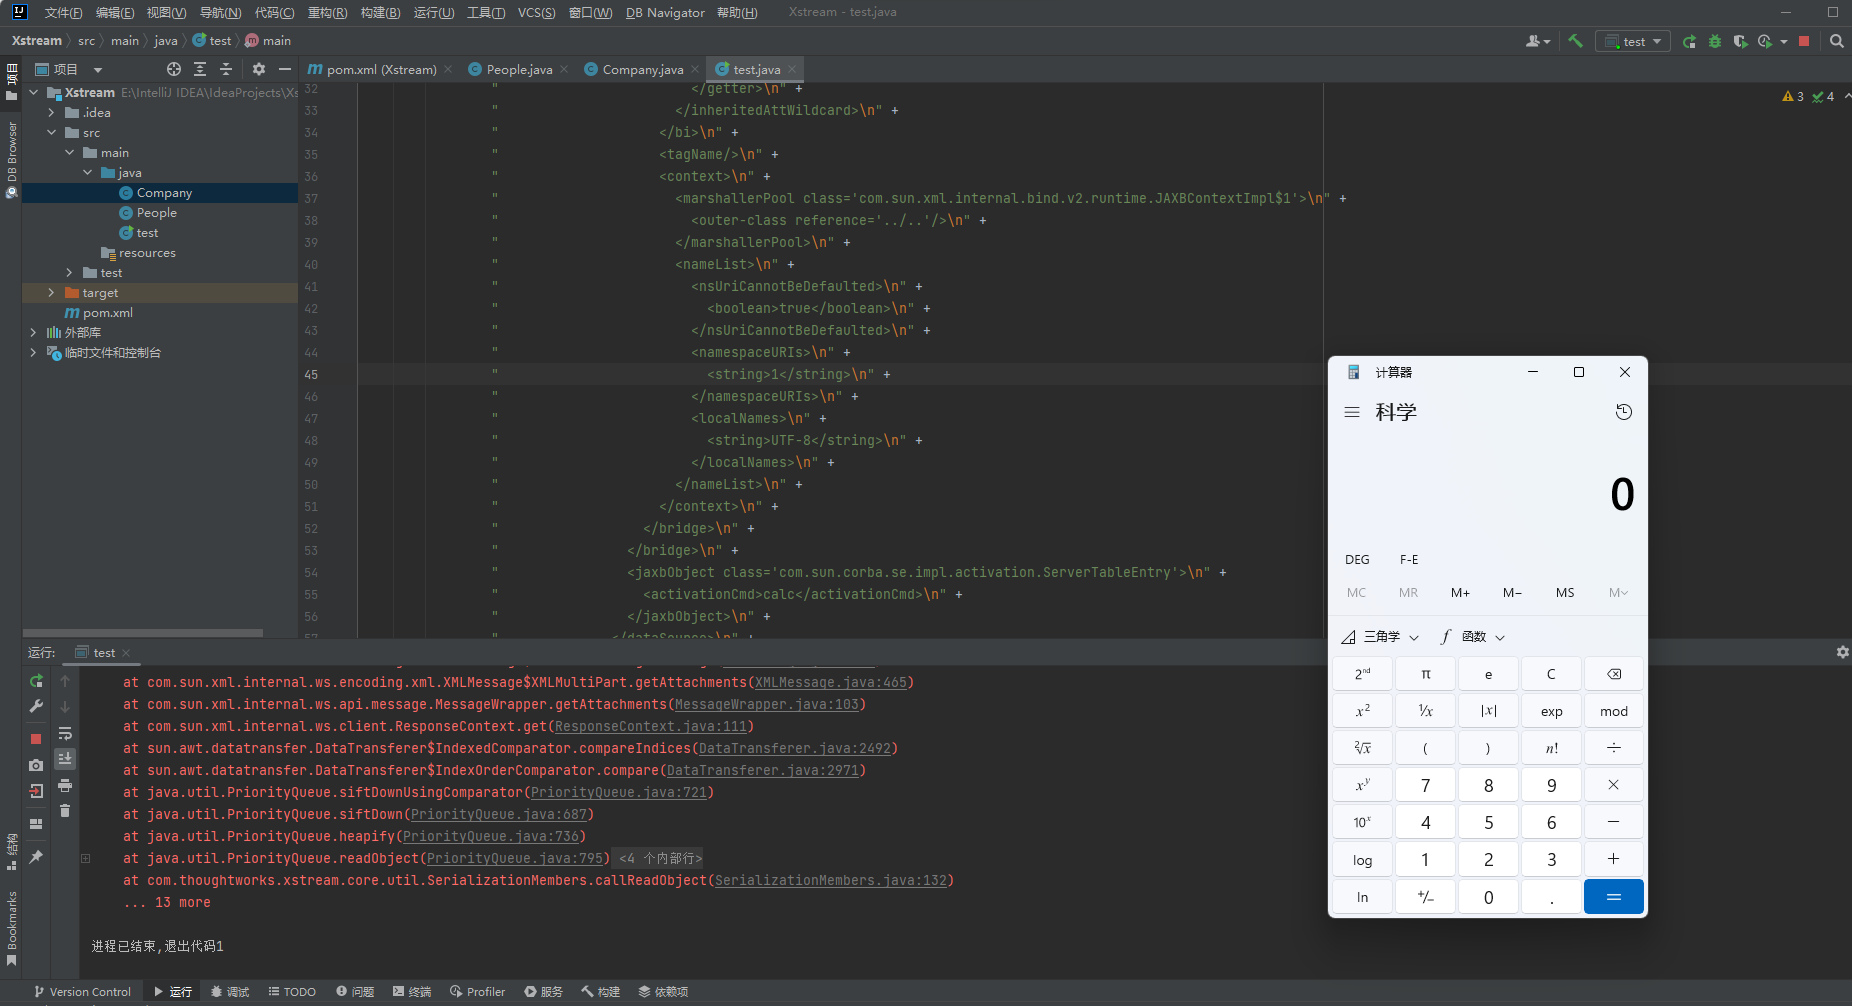 文件(F) 编辑(E) 视图(V) 导航(N) 代码(C) 重构(R) 构建(B) 运行(U) 工具(T) VCS(S) 窗口(W) DB Navigator 帮助(H) Xstream - test.java
Xstream src main java test main
test
项目
pom.xml (Xstream) People.java Company.java test.java
项目
DB Browser
Xstream E:\IntelliJ IDEA\IdeaProjects\Xs
.idea
src
main
java
Company
People
test
resources
test
target
pom.xml
外部库
临时文件和控制台
3 4
32 " </getter>\n" +
33 " </inheritedAttWildcard>\n" +
34 " </bi>\n" +
35 " <tagName/>\n" +
36 " <context>\n" +
37 " <marshallerPool class='com.sun.xml.internal.bind.v2.runtime.JAXBContextImpl$1'>\n" +
38 " <outer-class reference='../..'/>\n" +
39 " </marshallerPool>\n" +
40 " <nameList>\n" +
41 " <nsUriCannotBeDefaulted>\n" +
42 " <boolean>true</boolean>\n" +
43 " </nsUriCannotBeDefaulted>\n" +
44 " <namespaceURIs>\n" +
45 " <string>1</string>\n" +
46 " </namespaceURIs>\n" +
47 " <localNames>\n" +
48 " <string>UTF-8</string>\n" +
49 " </localNames>\n" +
50 " </nameList>\n" +
51 " </context>\n" +
52 " </bridge>\n" +
53 " </bridge>\n" +
54 " <jaxbObject class='com.sun.corba.se.impl.activation.ServerTableEntry'>\n" +
55 " <activationCmd>calc</activationCmd>\n" +
56 " </jaxbObject>\n" +
57 " </dataSource>\n" +
运行: test
at com.sun.xml.internal.ws.encoding.xml.XMLMessage$XMLMultiPart.getAttachments(XMLMessage.java:465)
at com.sun.xml.internal.ws.api.message.MessageWrapper.getAttachments(MessageWrapper.java:103)
at com.sun.xml.internal.ws.client.ResponseContext.get(ResponseContext.java:111)
at sun.awt.datatransfer.DataTransferer$IndexedComparator.compareIndices(DataTransferer.java:2492)
at sun.awt.datatransfer.DataTransferer$IndexOrderComparator.compare(DataTransferer.java:2971)
at java.util.PriorityQueue.siftDownUsingComparator(PriorityQueue.java:721)
at java.util.PriorityQueue.siftDown(PriorityQueue.java:687)
at java.util.PriorityQueue.heapify(PriorityQueue.java:736)
at java.util.PriorityQueue.readObject(PriorityQueue.java:795) <4 个内部行>
at com.thoughtworks.xstream.core.util.SerializationMembers.callReadObject(SerializationMembers.java:132)
... 13 more
进程已结束,退出代码1
结构
Bookmarks
Version Control 运行 调试 TODO 问题 终端 Profiler 服务 构建 依赖项
计算器
科学
0
DEG F-E
MC MR M+ M− MS M
三角学 f 函数
2nd π e C
x² ¹/x |x| exp mod
²√x ( ) n! ÷
xʸ 7 8 9 ×
10ˣ 4 5 6 −
log 1 2 3 +
ln +/− 0 . =